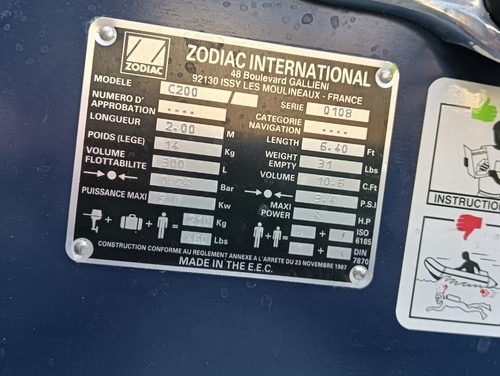 ZODIAC
ZODIAC INTERNATIONAL
48 Boulevard GALLIENI
92130 ISSY LES MOULINEAUX - FRANCE
MODELE C200 / SERIE 0108
NUMERO D'APPROBATION .... CATEGORIE NAVIGATION ....
LONGUEUR 2.00 M LENGTH 6.40 Ft
POIDS (LEGE) 14 Kg WEIGHT EMPTY 31 Lbs
VOLUME FLOTTABILITE 300 L VOLUME 10.6 C.Ft
Bar P.S.I
PUISSANCE MAXI Kw MAXI POWER H.P
+ + = Kg + = ISO 6185
Lbs + DIN 7870
CONSTRUCTION CONFORME AU REGLEMENT ANNEXE A L'ARRETE DU 23 NOVEMBRE 1987
MADE IN THE E.E.C.
INSTRUCTION